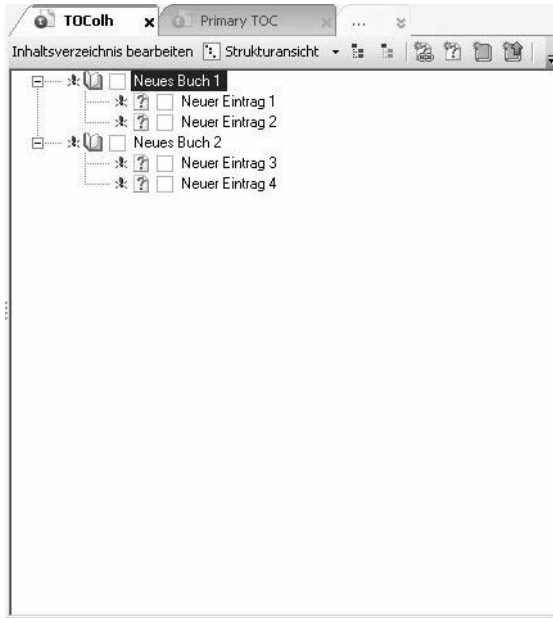 TOColh x Primary TOC x ...
Inhaltsverzeichnis bearbeiten Strukturansicht
Neues Buch 1
Neuer Eintrag 1
Neuer Eintrag 2
Neues Buch 2
Neuer Eintrag 3
Neuer Eintrag 4